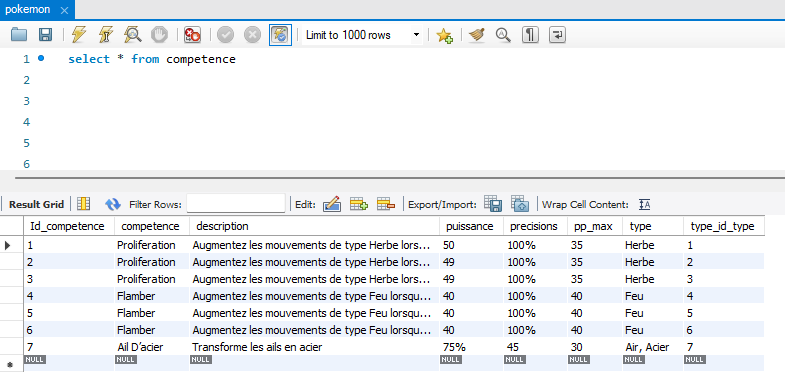 pokemon
Limit to 1000 rows
1 select * from competence
2
3
4
5
6
Result Grid Filter Rows: Edit: Export/Import: Wrap Cell Content: IA
Id_competence competence description puissance precisions pp_max type type_id_type
1 Proliferation Augmentez les mouvements de type Herbe lors... 50 100% 35 Herbe 1
2 Proliferation Augmentez les mouvements de type Herbe lors... 49 100% 35 Herbe 2
3 Proliferation Augmentez les mouvements de type Herbe lors... 49 100% 35 Herbe 3
4 Flamber Augmentez les mouvements de type Feu lorsqu... 40 100% 40 Feu 4
5 Flamber Augmentez les mouvements de type Feu lorsqu... 40 100% 40 Feu 5
6 Flamber Augmentez les mouvements de type Feu lorsqu... 40 100% 40 Feu 6
7 Ail D'acier Transforme les ails en acier 75% 45 30 Air, Acier 7
NULL NULL NULL NULL NULL NULL NULL NULL